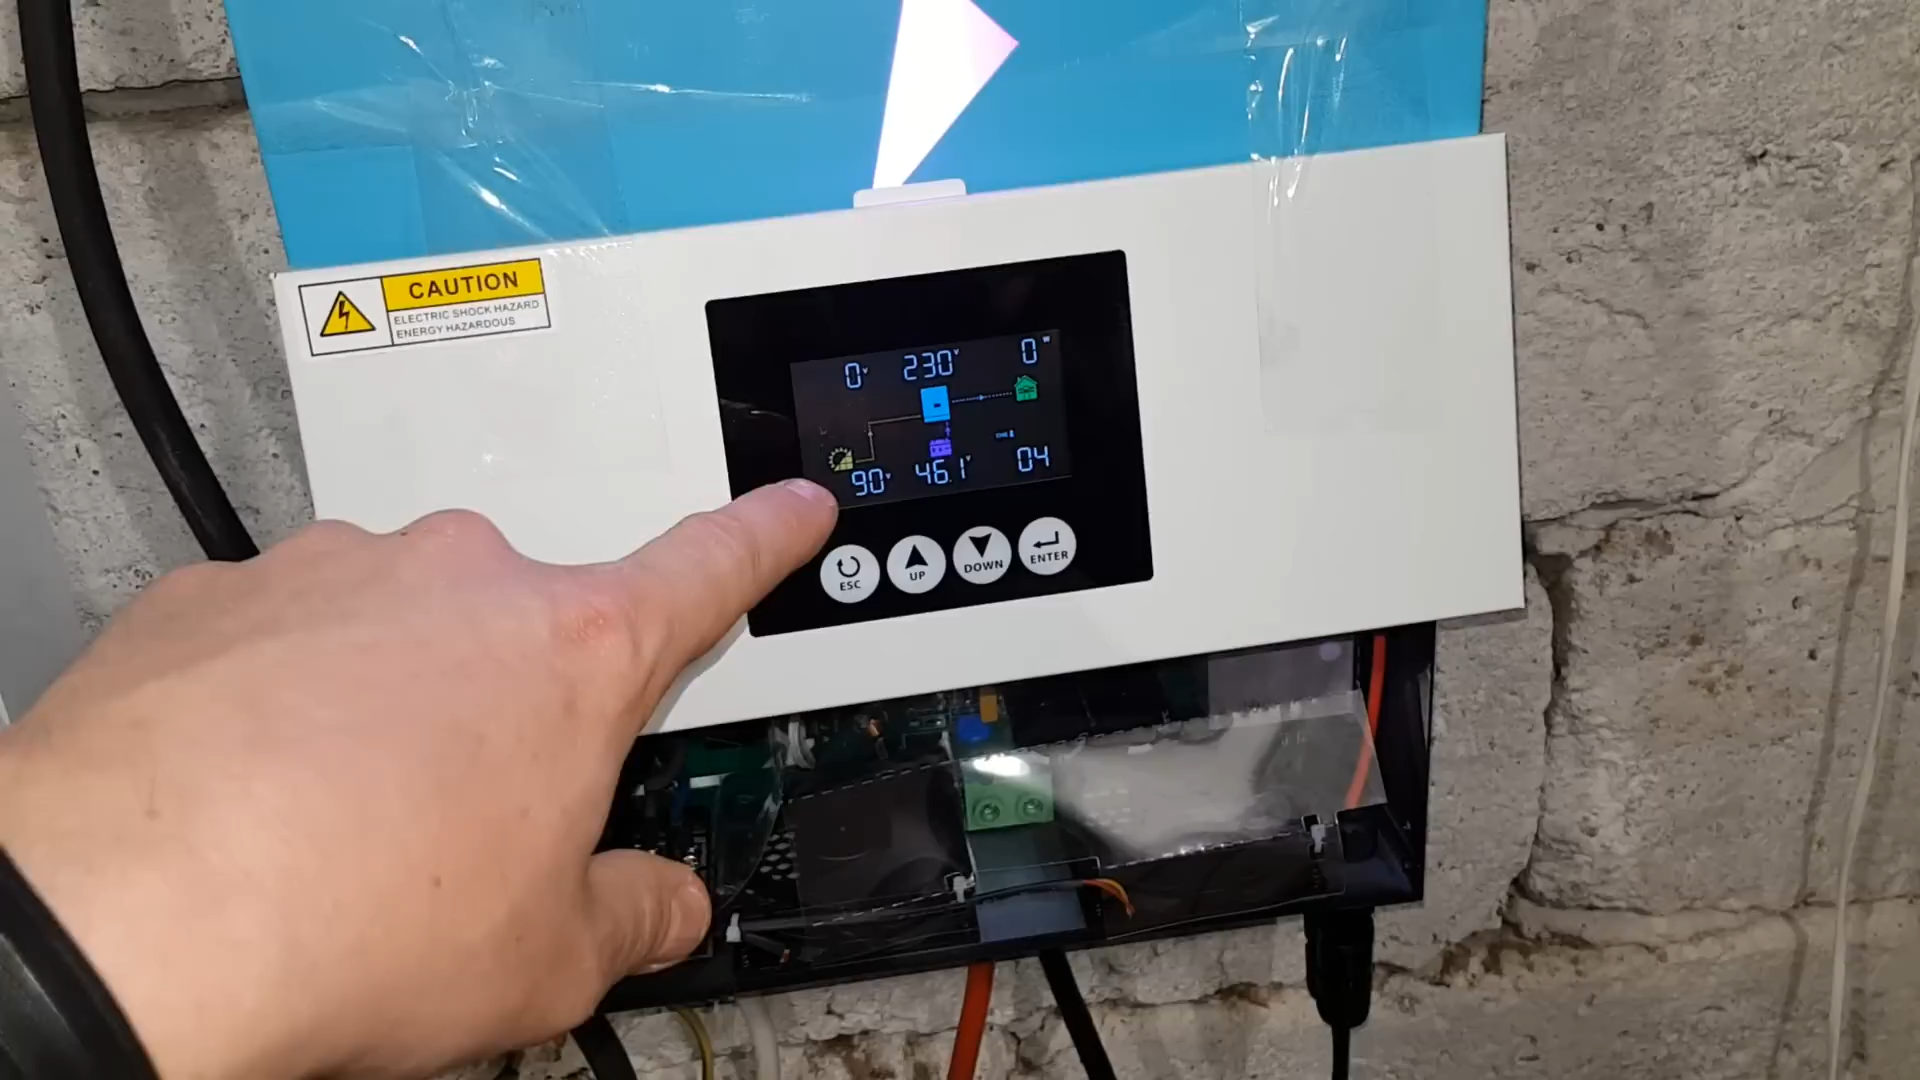 CAUTION
ELECTRIC SHOCK HAZARD
ENERGY HAZARDOUS
0V 230V 0W
90V 46.1V 04
ESC UP DOWN ENTER